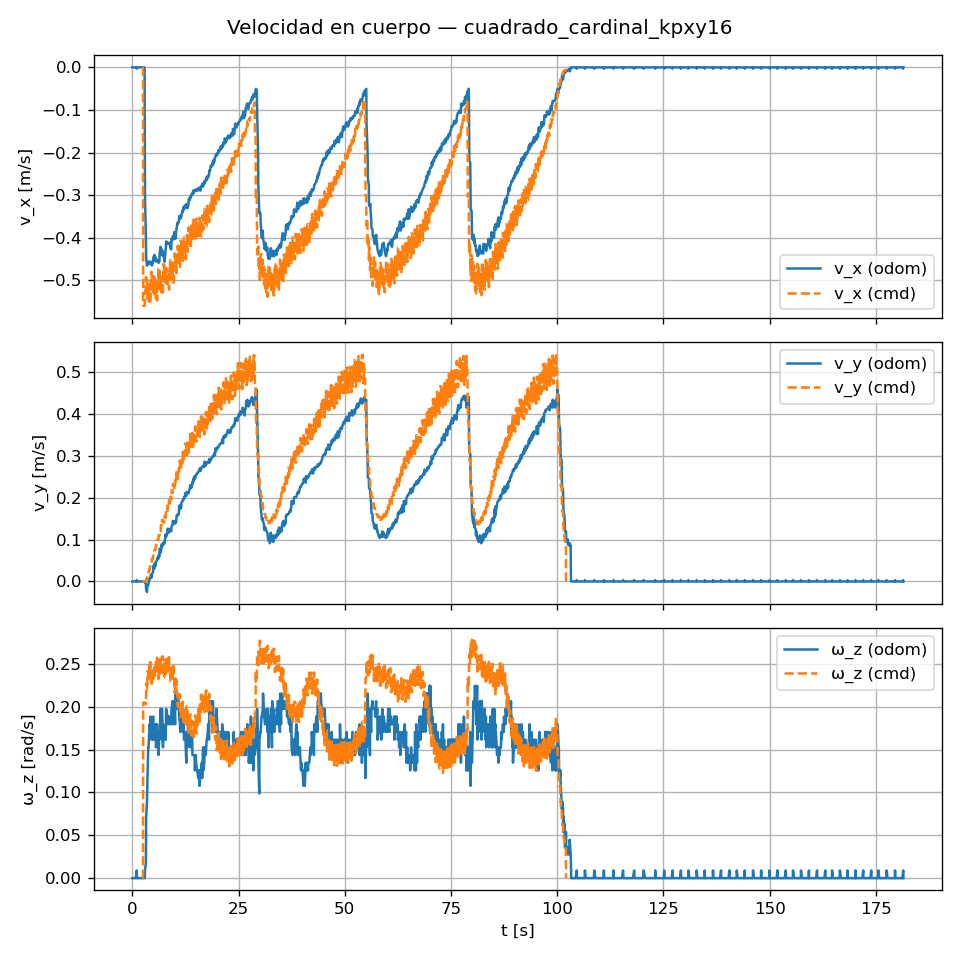 Velocidad en cuerpo — cuadrado_cardinal_kpxy16
0.0
−0.1
−0.2
−0.3
−0.4
−0.5
v_x [m/s]
v_x (odom)
v_x (cmd)
0.5
0.4
0.3
0.2
0.1
0.0
v_y [m/s]
v_y (odom)
v_y (cmd)
0.25
0.20
0.15
0.10
0.05
0.00
ω_z [rad/s]
ω_z (odom)
ω_z (cmd)
0 25 50 75 100 125 150 175
t [s]